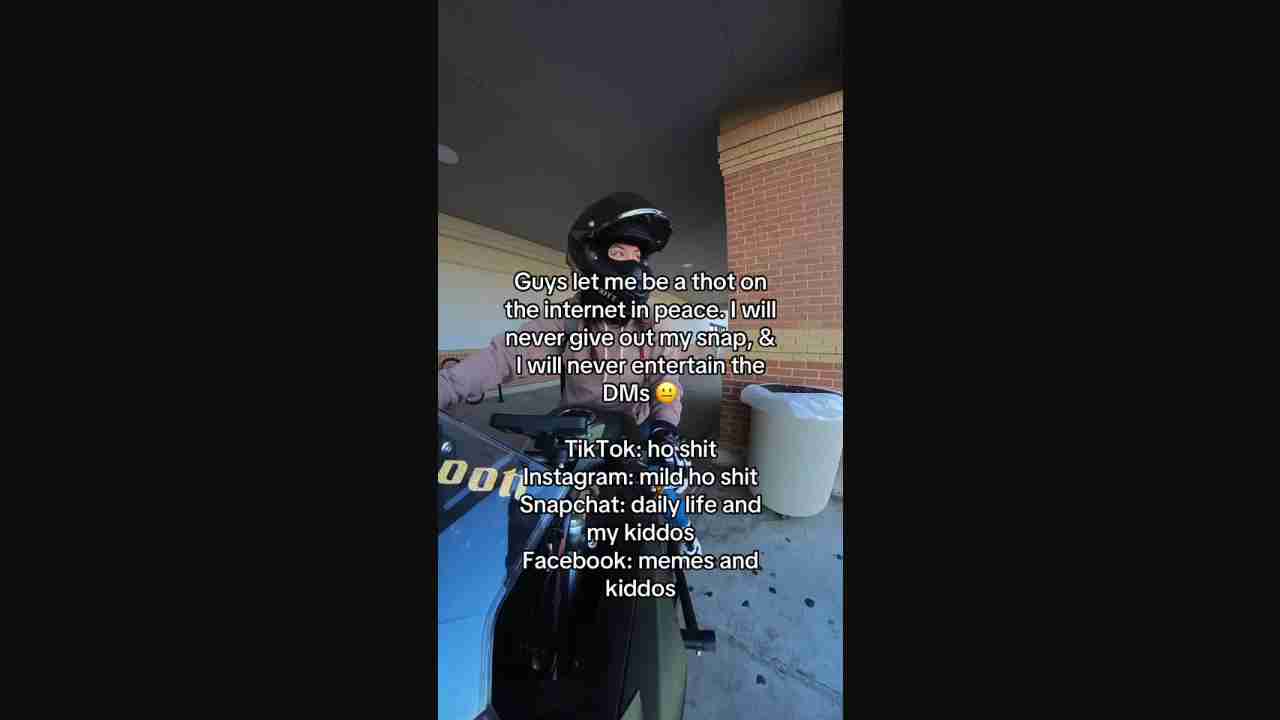 Guys let me be a thot on
the internet in peace. I will
never give out my snap, &
I will never entertain the
DMs 😐
TikTok: ho shit
Instagram: mild ho shit
Snapchat: daily life and
my kiddos
Facebook: memes and
kiddos